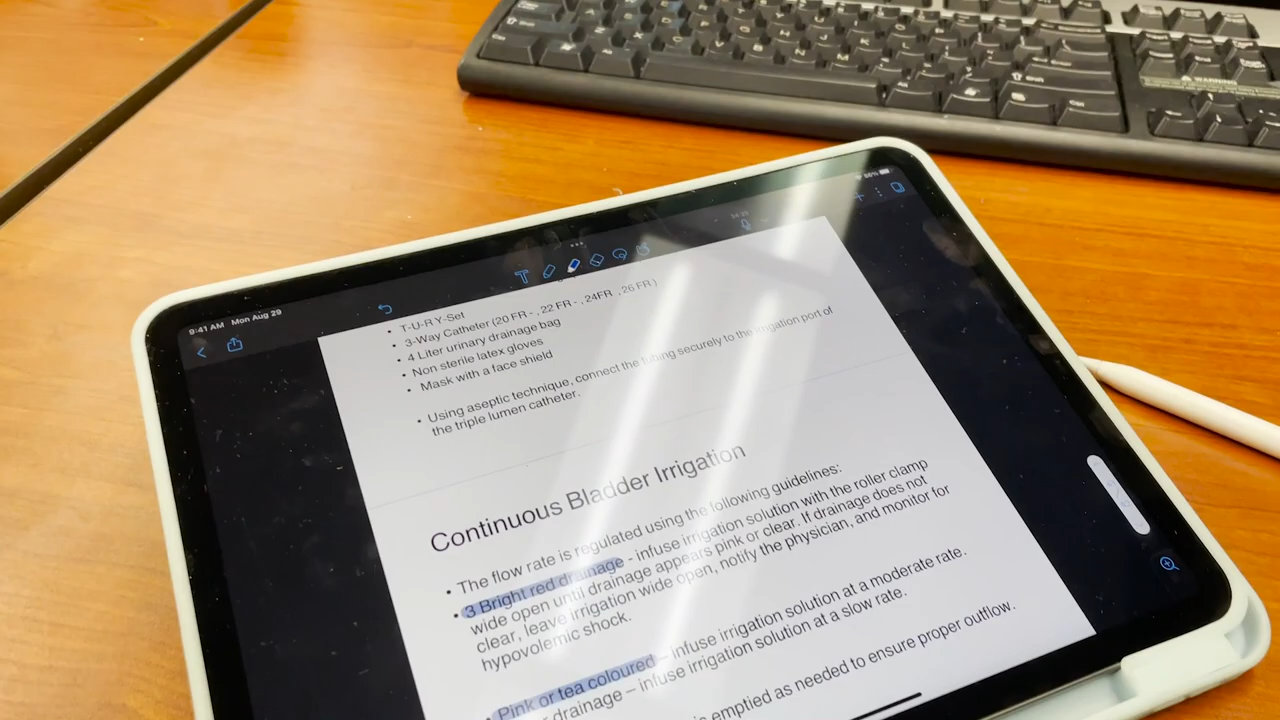 9:41 AM Mon Aug 29
86%
• T-U-R Y-Set
• 3-Way Catheter (20 FR - , 22 FR - , 24FR , 26 FR )
• 4 Liter urinary drainage bag
• Non sterile latex gloves
• Mask with a face shield
• Using aseptic technique, connect the tubing securely to the irrigation port of
the triple lumen catheter.
Continuous Bladder Irrigation
• The flow rate is regulated using the following guidelines:
• 3 Bright red drainage - infuse irrigation solution with the roller clamp
wide open until drainage appears pink or clear. If drainage does not
clear, leave irrigation wide open, notify the physician, and monitor for
hypovolemic shock.
• Pink or tea coloured – infuse irrigation solution at a moderate rate.
drainage – infuse irrigation solution at a slow rate.
is emptied as needed to ensure proper outflow.